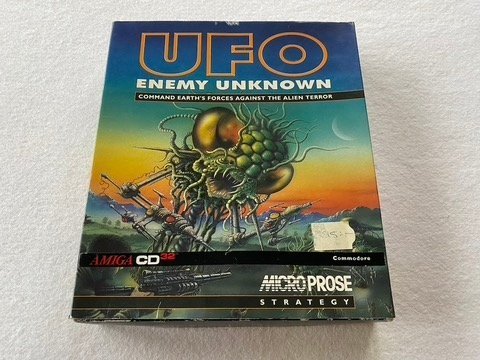 UFO
ENEMY UNKNOWN
COMMAND EARTH'S FORCES AGAINST THE ALIEN TERROR
AMIGA CD32
Commodore
MICROPROSE
STRATEGY